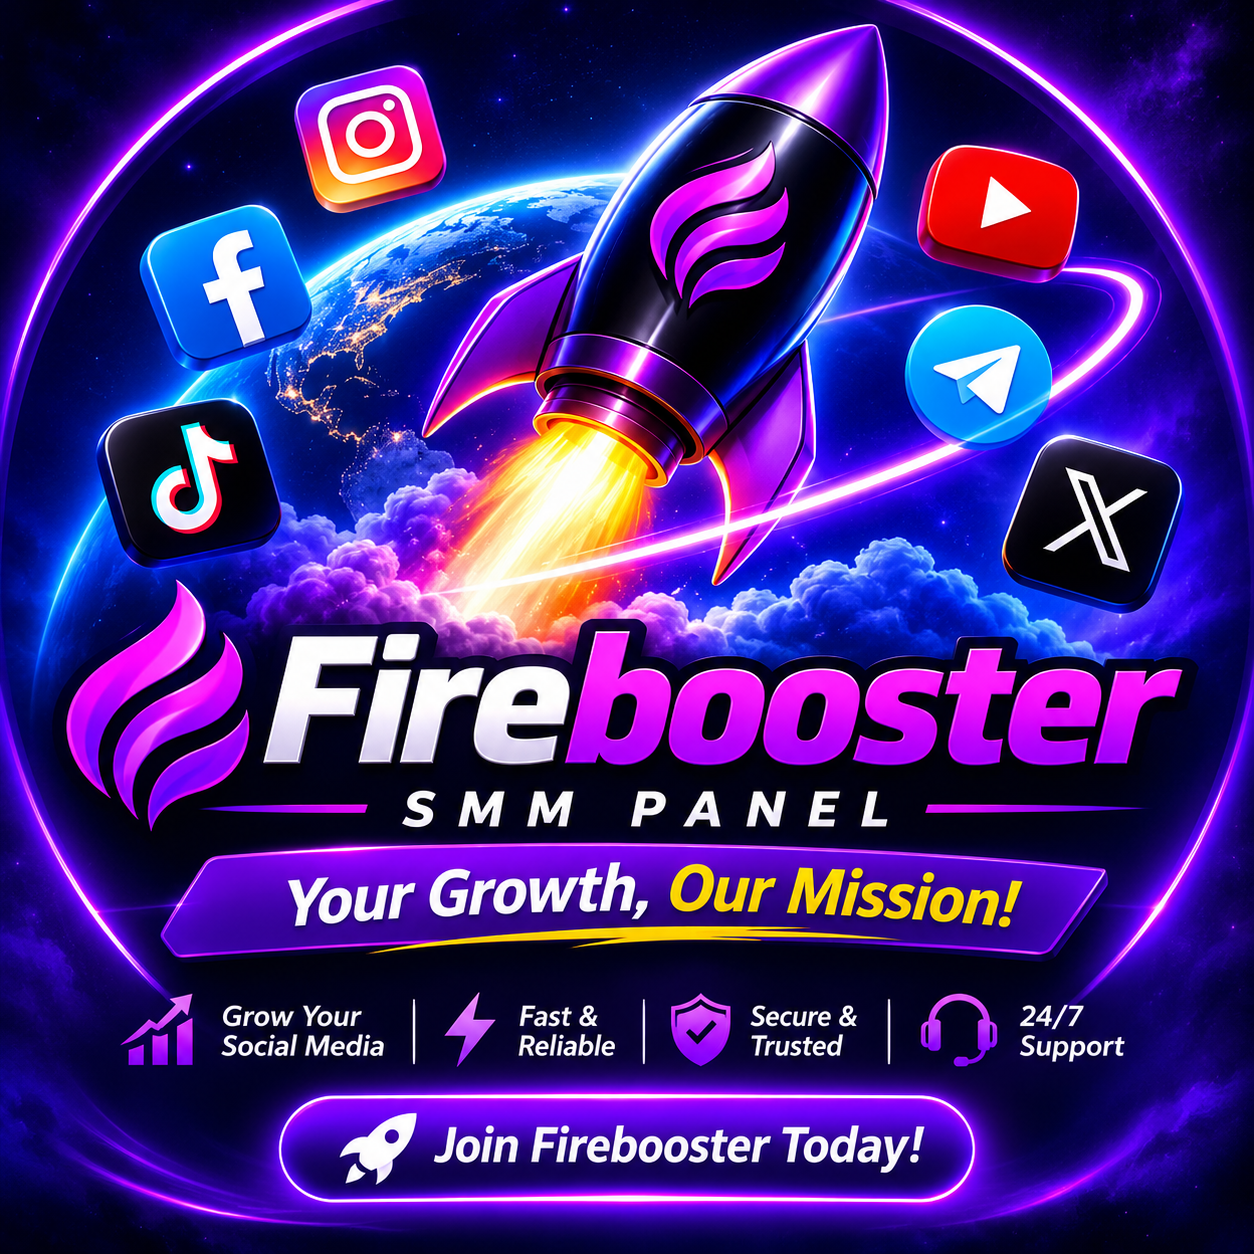 Firebooster
SMM PANEL
Your Growth, Our Mission!
Grow Your
Social Media
Fast &
Reliable
Secure &
Trusted
24/7
Support
Join Firebooster Today!